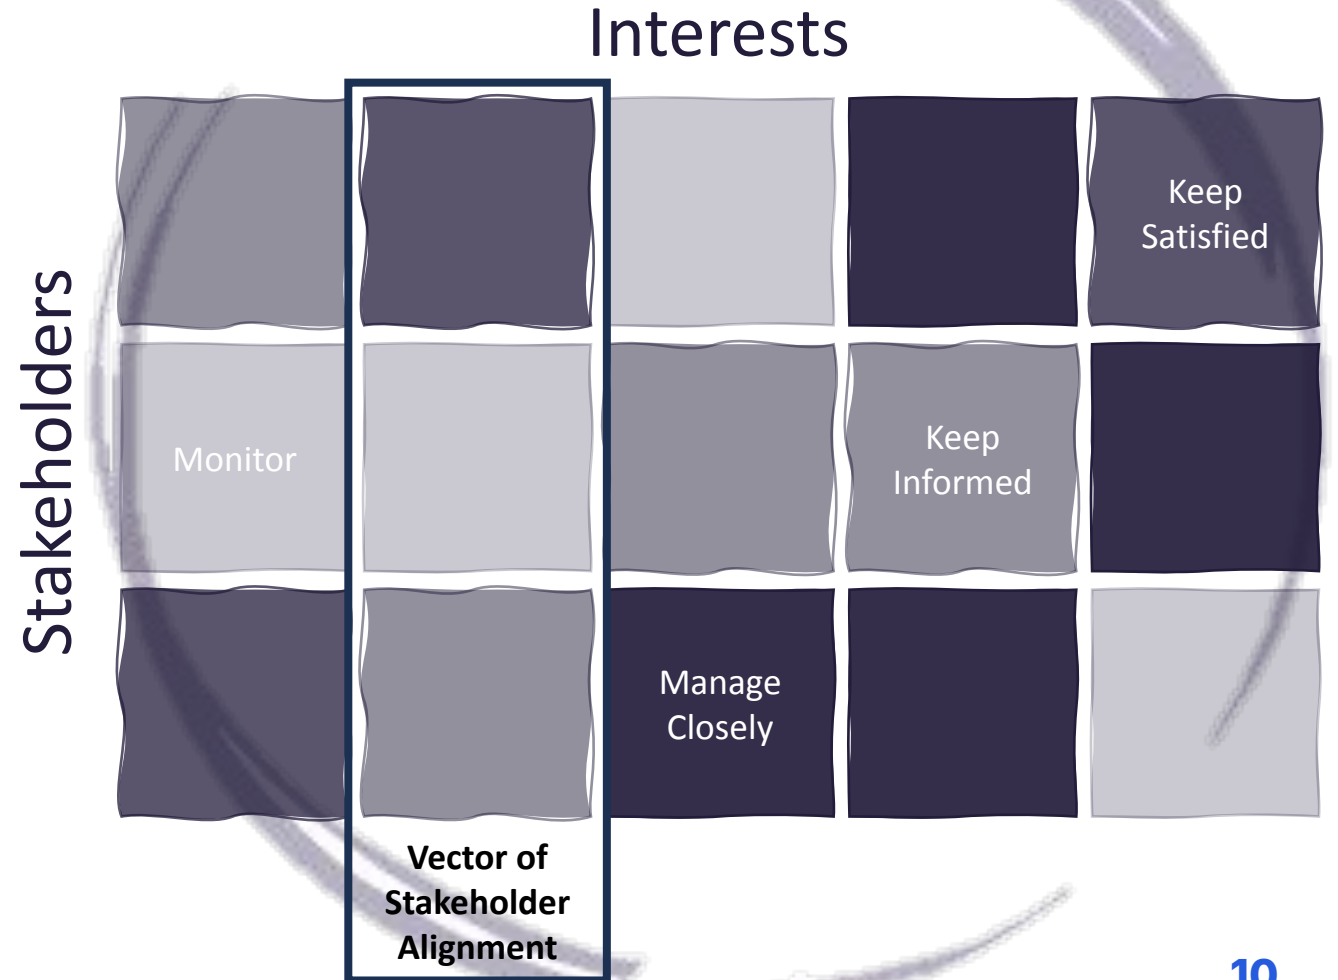 Interests
Stakeholders
Keep
Satisfied
Monitor
Keep
Informed
Manage
Closely
Vector of
Stakeholder
Alignment
10